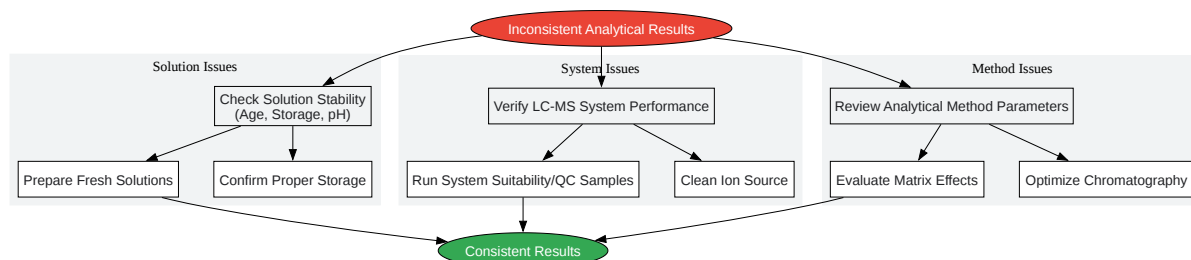 Inconsistent Analytical Results
Solution Issues
System Issues
Method Issues
Check Solution Stability
(Age, Storage, pH)
Verify LC-MS System Performance
Review Analytical Method Parameters
Prepare Fresh Solutions
Confirm Proper Storage
Run System Suitability/QC Samples
Clean Ion Source
Evaluate Matrix Effects
Optimize Chromatography
Consistent Results